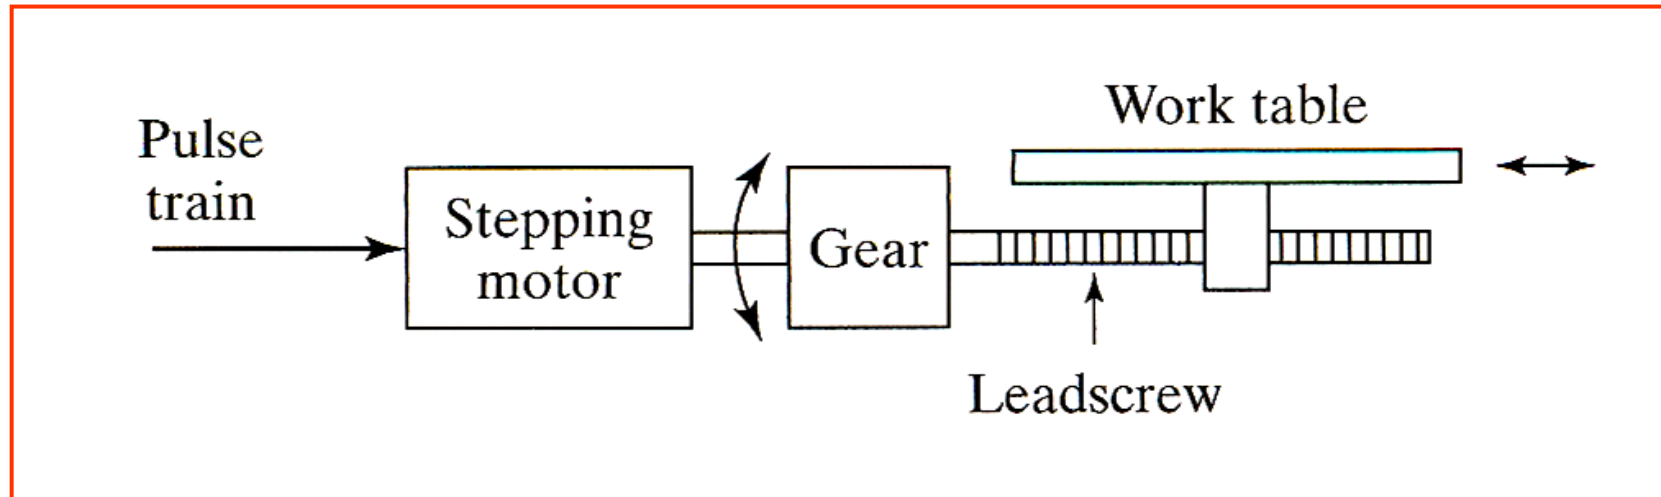 Pulse
train
Stepping
motor
Gear
Work table
Leadscrew